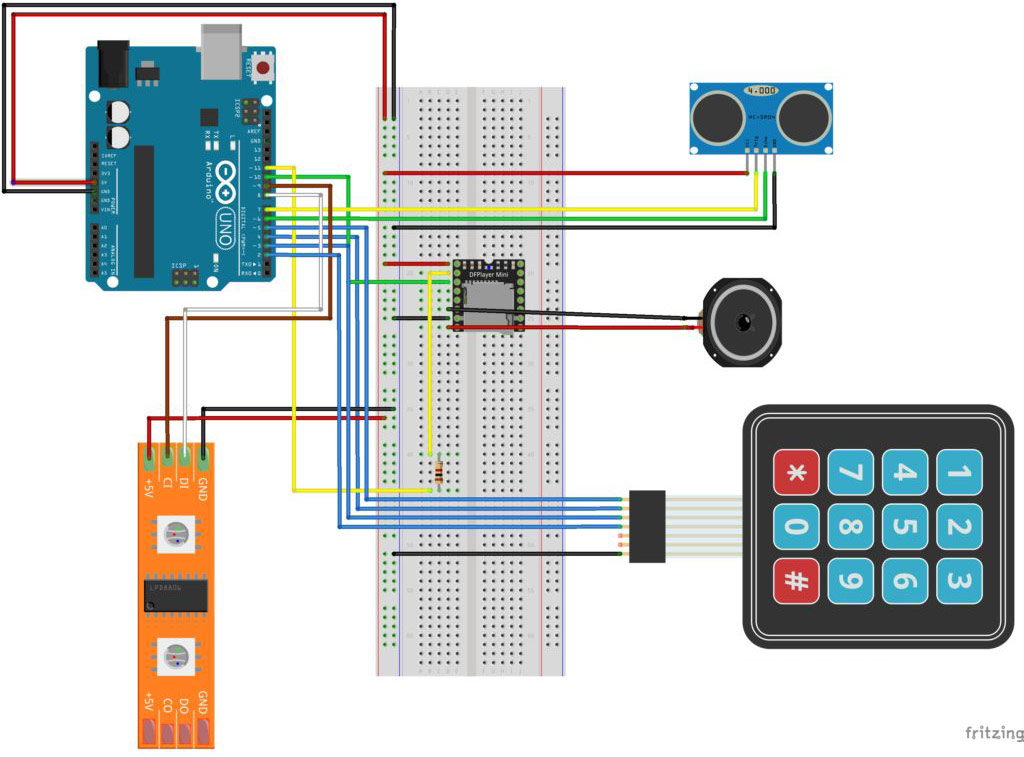 RESET
ICSP2
AREF
GND
13
12
~11
~10
~9
8
7
~6
~5
4
~3
2
TX0▸1
RX0◂0
DIGITAL (PWM~)
TX
RX
L
Arduino
UNO
ON
ICSP
1
IOREF
RESET
3V3
5V
GND
GND
VIN
POWER
A0
A1
A2
A3
A4
A5
ANALOG IN
4.000
HC-SR04
DFPlayer Mini
+5V
CI
DI
GND
LPD8806
+5V
CO
DO
GND
* 7 4 1
0 8 5 2
# 9 6 3
fritzing